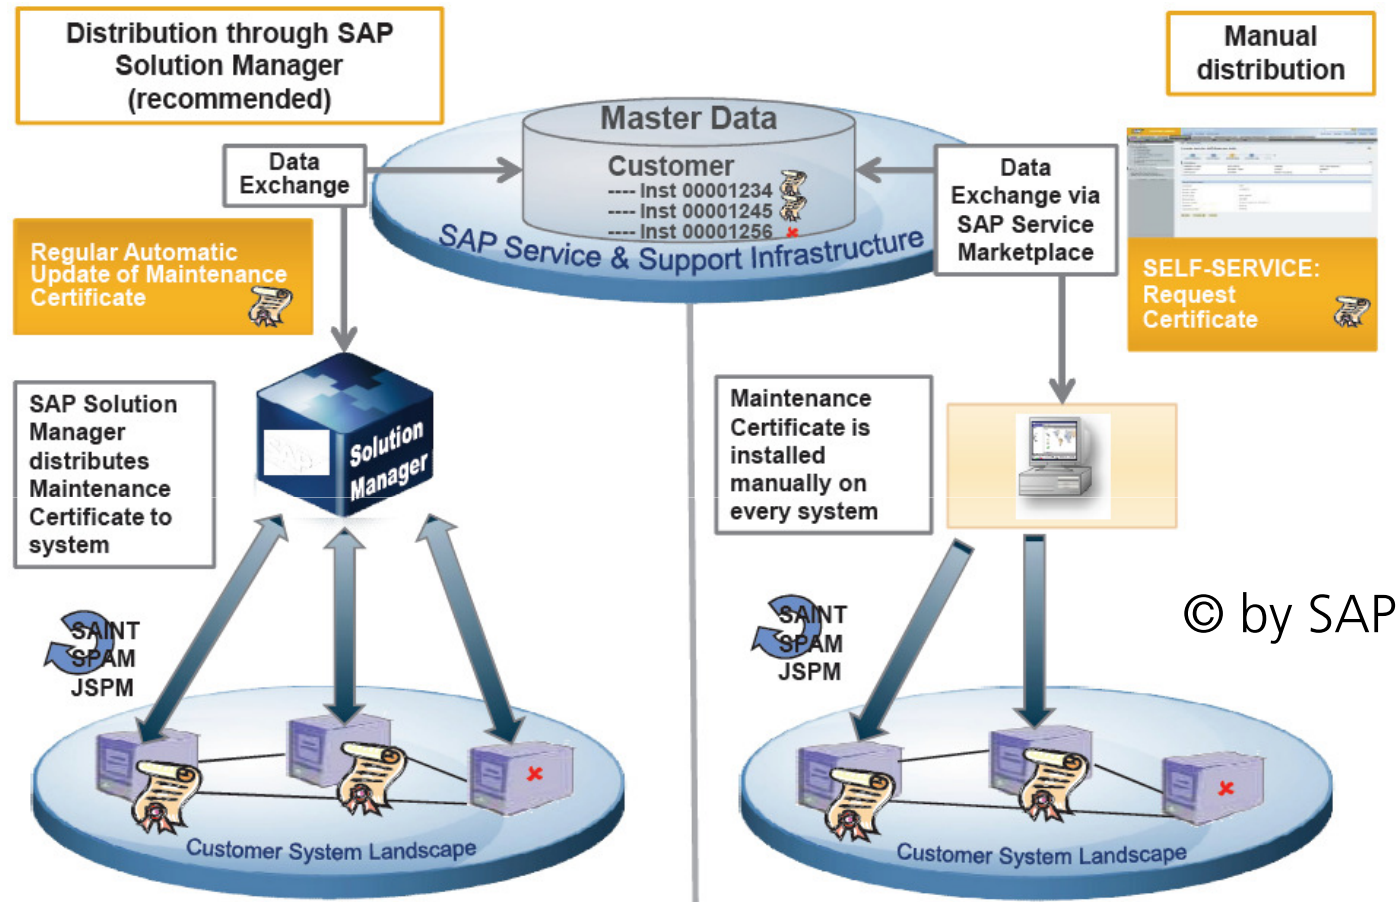 Distribution through SAP
Solution Manager
(recommended)
Manual
distribution
Master Data
Customer
---- Inst 00001234
---- Inst 00001245
---- Inst 00001256
SAP Service & Support Infrastructure
Data
Exchange
Data
Exchange via
SAP Service
Marketplace
Regular Automatic
Update of Maintenance
Certificate
SELF-SERVICE:
Request
Certificate
SAP Solution
Manager
distributes
Maintenance
Certificate to
system
Solution
Manager
Maintenance
Certificate is
installed
manually on
every system
© by SAP
SAINT
SPAM
JSPM
SAINT
SPAM
JSPM
Customer System Landscape
Customer System Landscape